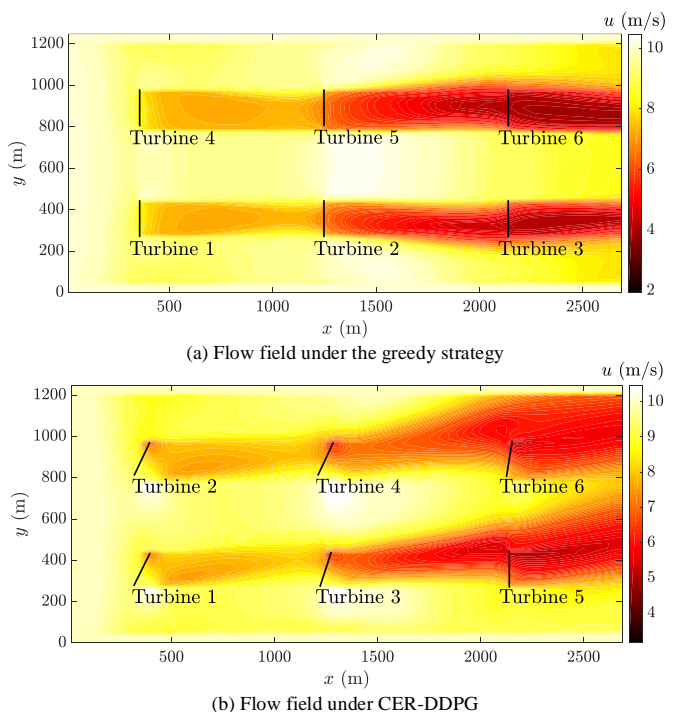 u (m/s)
1200
1000
800
600
400
200
0
y (m)
Turbine 4
Turbine 5
Turbine 6
Turbine 1
Turbine 2
Turbine 3
500
1000
1500
2000
2500
x (m)
10
8
6
4
2
(a) Flow field under the greedy strategy
u (m/s)
1200
1000
800
600
400
200
0
y (m)
Turbine 2
Turbine 4
Turbine 6
Turbine 1
Turbine 3
Turbine 5
500
1000
1500
2000
2500
x (m)
10
9
8
7
6
5
4
(b) Flow field under CER-DDPG